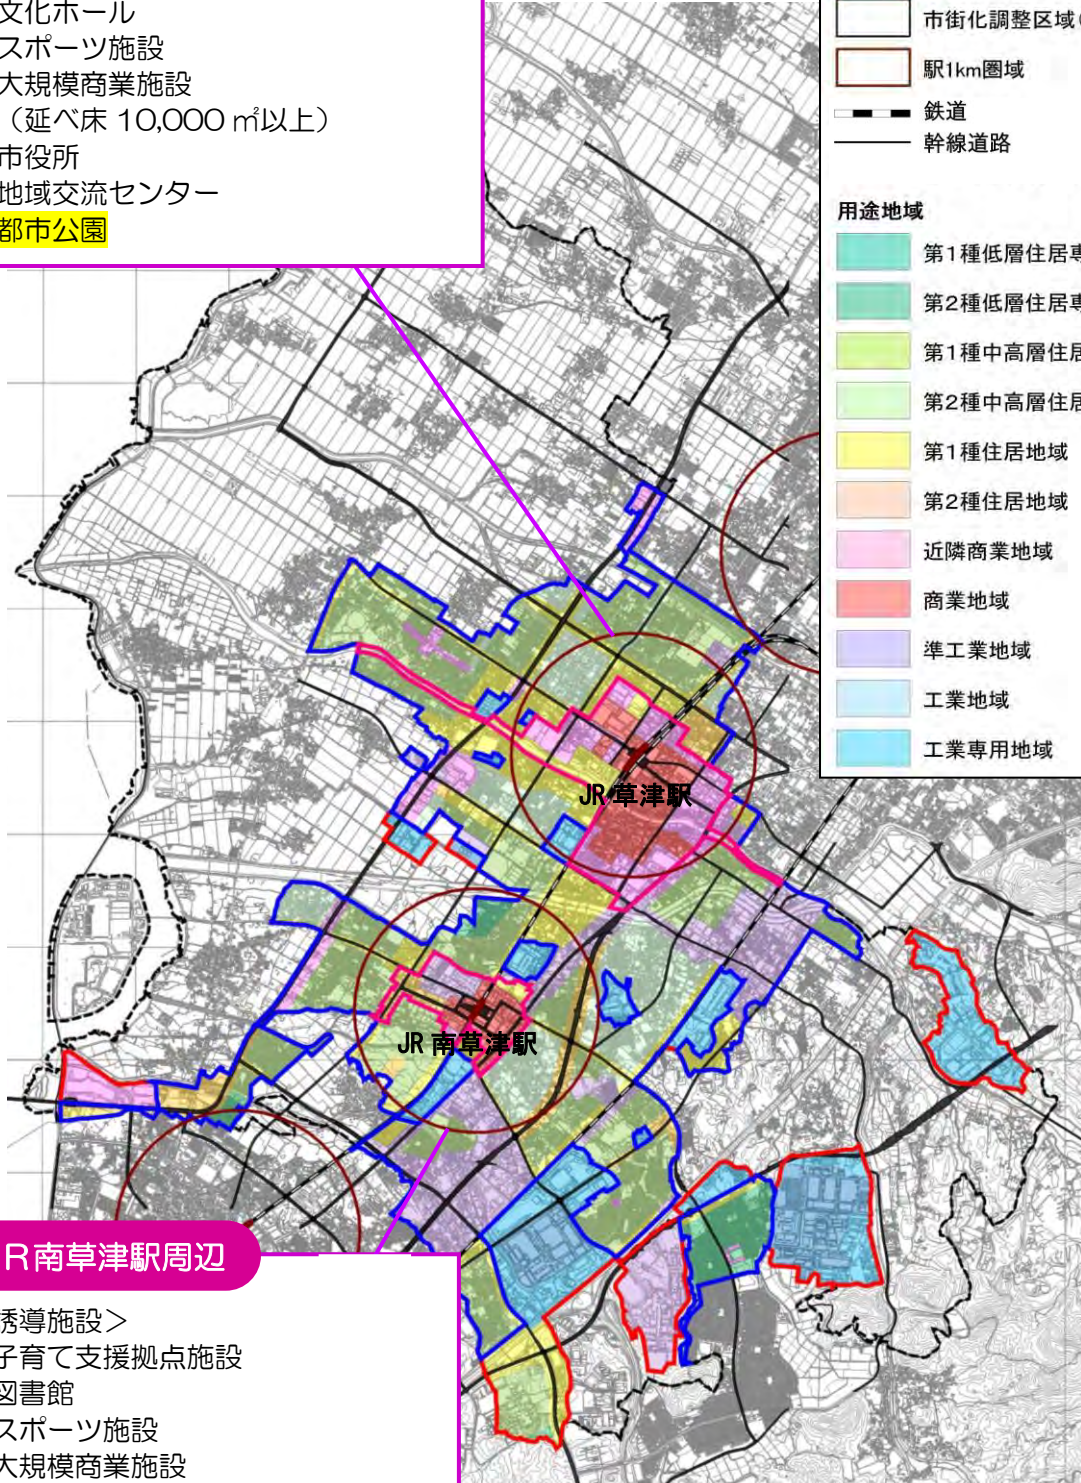 文化ホール
スポーツ施設
大規模商業施設
（延べ床 10,000 ㎡以上）
市役所
地域交流センター
都市公園
市街化調整区域（
駅1km圏域
鉄道
幹線道路
用途地域
第1種低層住居専
第2種低層住居専
第1種中高層住居
第2種中高層住居
第1種住居地域
第2種住居地域
近隣商業地域
商業地域
準工業地域
工業地域
工業専用地域
JR 草津駅
JR 南草津駅
R南草津駅周辺
誘導施設＞
子育て支援拠点施設
図書館
スポーツ施設
大規模商業施設